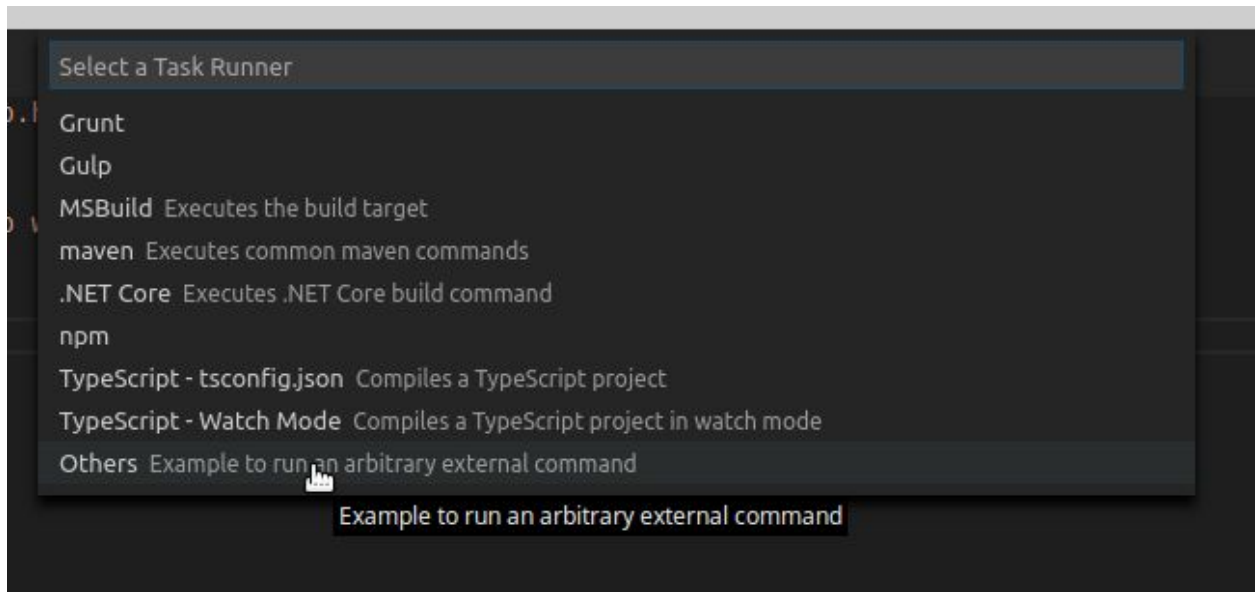 Select a Task Runner
Grunt
Gulp
MSBuild Executes the build target
maven Executes common maven commands
.NET Core Executes .NET Core build command
npm
TypeScript - tsconfig.json Compiles a TypeScript project
TypeScript - Watch Mode Compiles a TypeScript project in watch mode
Others Example to run an arbitrary external command
Example to run an arbitrary external command